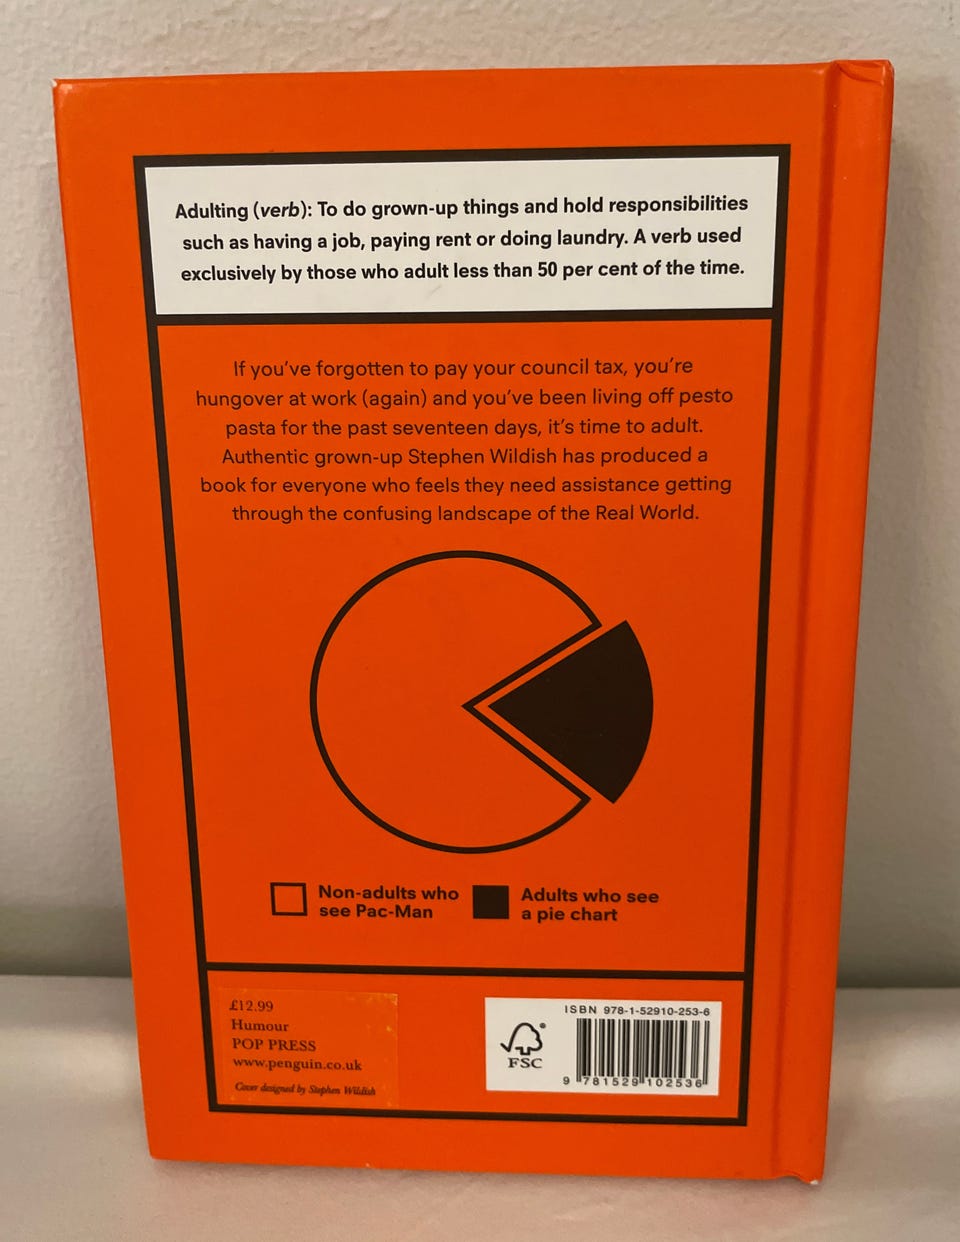 Adulting (verb): To do grown-up things and hold responsibilities
such as having a job, paying rent or doing laundry. A verb used
exclusively by those who adult less than 50 per cent of the time.
If you’ve forgotten to pay your council tax, you’re
hungover at work (again) and you’ve been living off pesto
pasta for the past seventeen days, it’s time to adult.
Authentic grown-up Stephen Wildish has produced a
book for everyone who feels they need assistance getting
through the confusing landscape of the Real World.
Non-adults who
see Pac-Man
Adults who see
a pie chart
£12.99
Humour
POP PRESS
www.penguin.co.uk
Cover designed by Stephen Wildish
FSC®
ISBN 978-1-52910-253-6
9 781529 102536